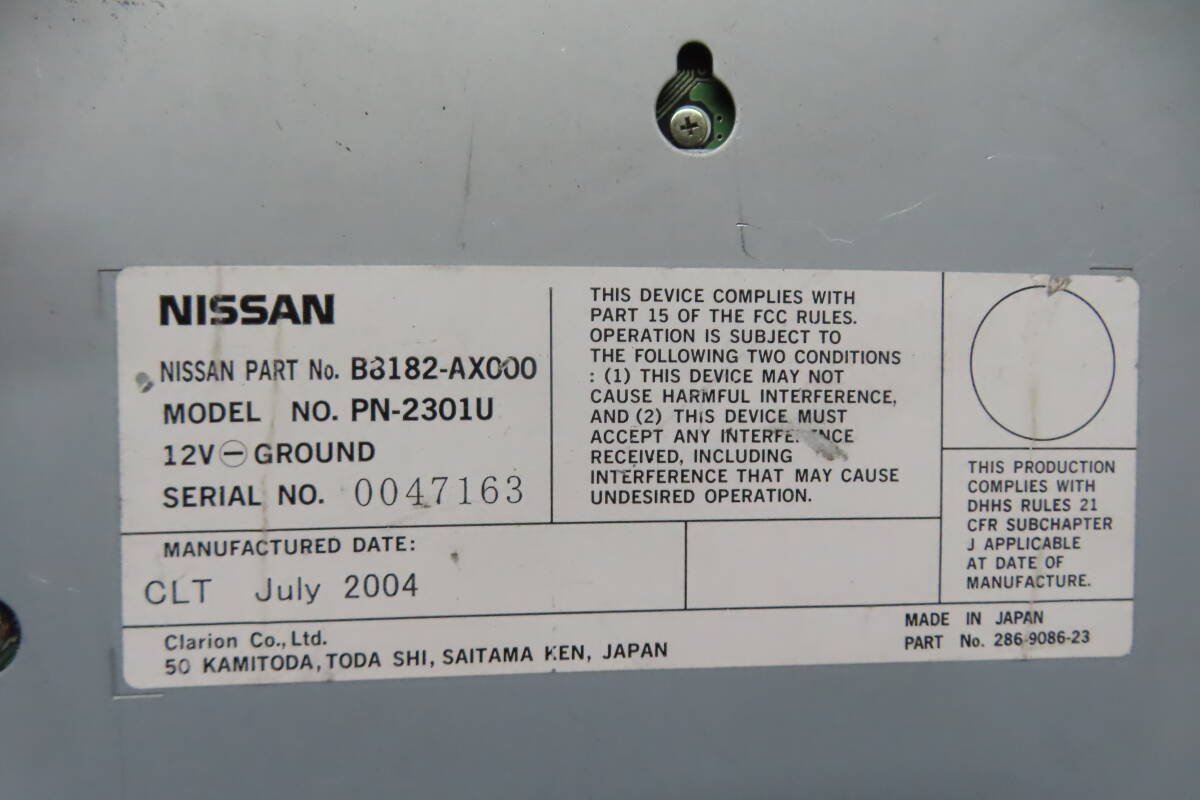 NISSAN
NISSAN PART No. B8182-AX000
MODEL NO. PN-2301U
12V⊖GROUND
SERIAL NO. 0047163
THIS DEVICE COMPLIES WITH
PART 15 OF THE FCC RULES.
OPERATION IS SUBJECT TO
THE FOLLOWING TWO CONDITIONS
: (1) THIS DEVICE MAY NOT
CAUSE HARMFUL INTERFERENCE,
AND (2) THIS DEVICE MUST
ACCEPT ANY INTERFERENCE
RECEIVED, INCLUDING
INTERFERENCE THAT MAY CAUSE
UNDESIRED OPERATION.
THIS PRODUCTION
COMPLIES WITH
DHHS RULES 21
CFR SUBCHAPTER
J APPLICABLE
AT DATE OF
MANUFACTURE.
MANUFACTURED DATE:
CLT July 2004
Clarion Co., Ltd.
50 KAMITODA, TODA SHI, SAITAMA KEN, JAPAN
MADE IN JAPAN
PART No. 286-9086-23